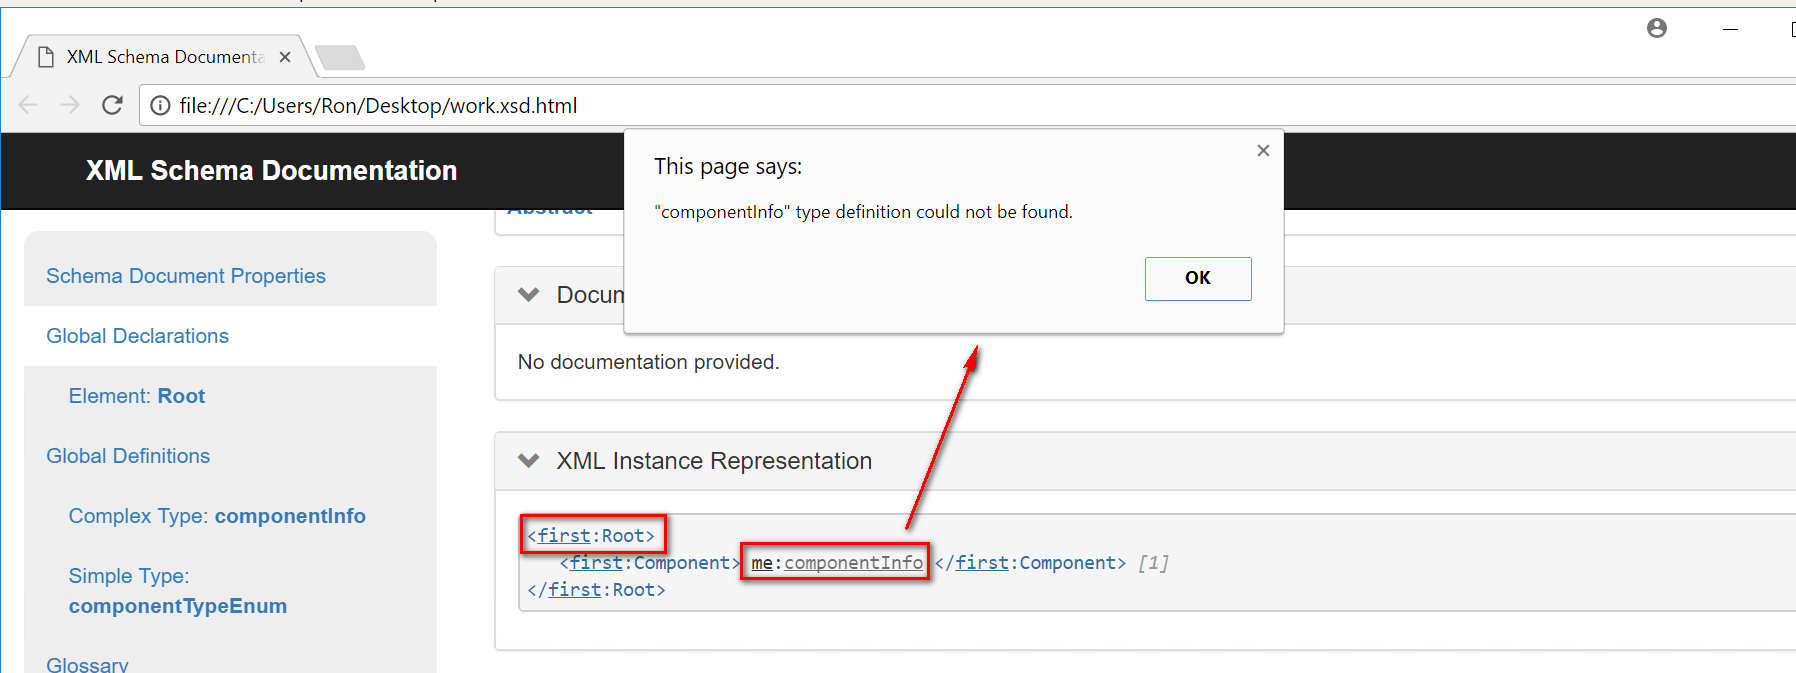 XML Schema Documenta
file:///C:/Users/Ron/Desktop/work.xsd.html
XML Schema Documentation
This page says:
"componentInfo" type definition could not be found.
OK
Schema Document Properties
Global Declarations
Element: Root
Global Definitions
Complex Type: componentInfo
Simple Type:
componentTypeEnum
Glossary
Abstract
Docum
No documentation provided.
XML Instance Representation
<first:Root>
<first:Component> me:componentInfo </first:Component> [1]
</first:Root>